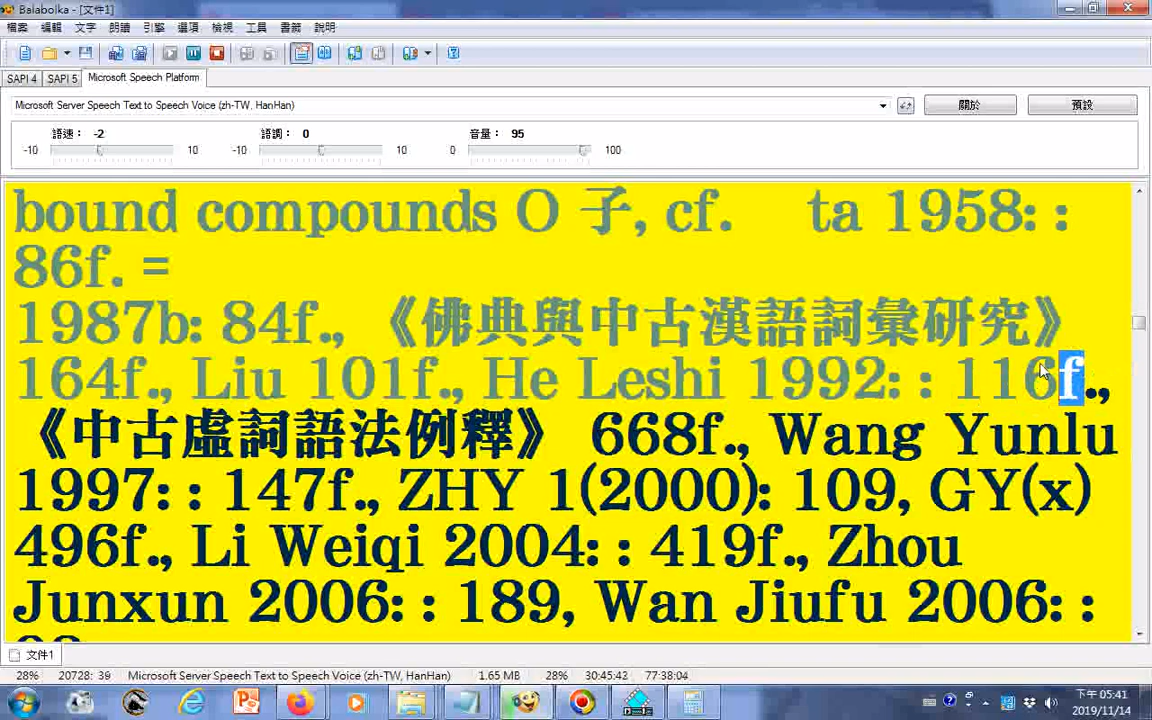 Balabolka - [文件1]
檔案 編輯 文字 朗讀 引擎 選項 檢視 工具 書籤 說明
SAPI 4 SAPI 5 Microsoft Speech Platform
Microsoft Server Speech Text to Speech Voice (zh-TW, HanHan) 關於 預設
語速： -2 語調： 0 音量： 95
-10 10 -10 10 0 100
bound compounds O 子, cf. ta 1958: :
86f. =
1987b: 84f., 《佛典與中古漢語詞彙研究》
164f., Liu 101f., He Leshi 1992: : 116f.,
《中古虛詞語法例釋》 668f., Wang Yunlu
1997: : 147f., ZHY 1(2000): 109, GY(x)
496f., Li Weiqi 2004: : 419f., Zhou
Junxun 2006: : 189, Wan Jiufu 2006: :
文件1
28% 20728: 39 Microsoft Server Speech Text to Speech Voice (zh-TW, HanHan) 1.65 MB 28% 30:45:42 77:38:04
下午 05:41
2019/11/14